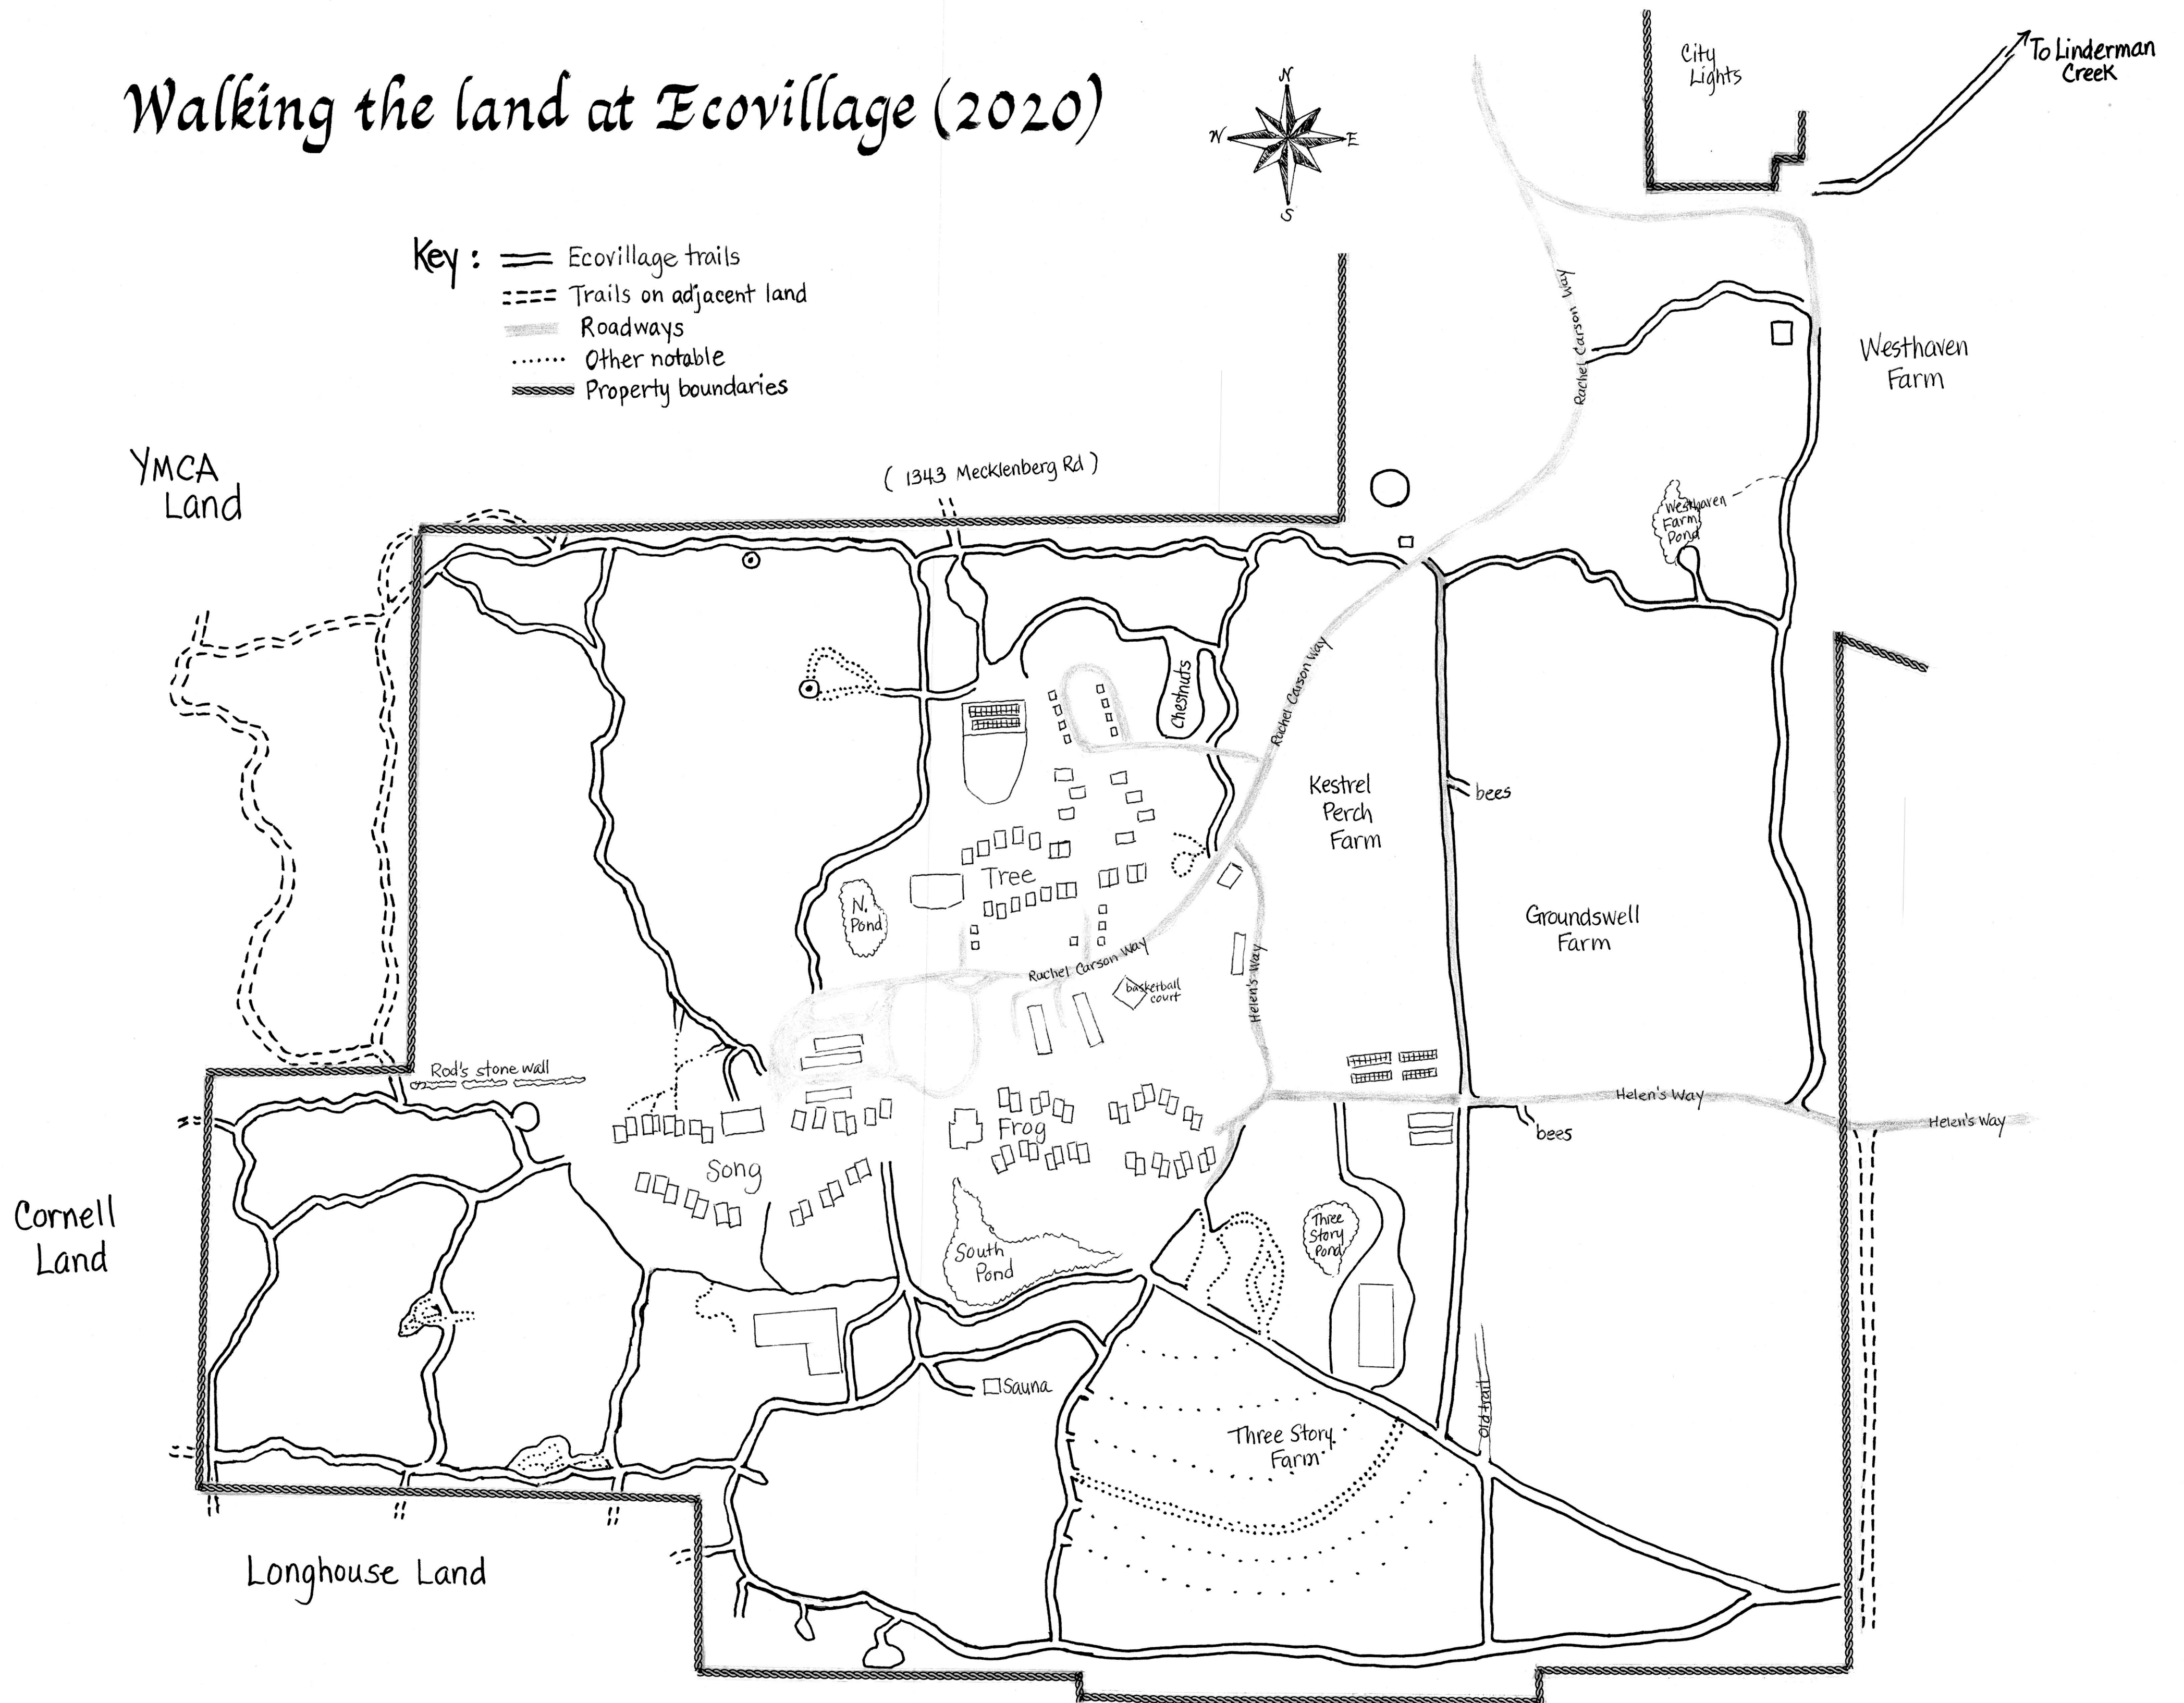 Walking the land at Ecovillage (2020)
N
W
E
S
City
Lights
To Linderman
Creek
Key:
Ecovillage trails
Trails on adjacent land
Roadways
Other notable
Property boundaries
Rachel Carson Way
Westhaven
Farm
YMCA
Land
(1343 Mecklenberg Rd)
Westhaven
Farm
Pond
Chestnuts
Rachel Carson Way
Kestrel
Perch
Farm
bees
Tree
N.
Pond
Groundswell
Farm
Rachel Carson Way
basketball
court
Helen's Way
Rod's stone wall
Helen's Way
Helen's Way
bees
Frog
Song
Cornell
Land
South
Pond
Three
Story
Pond
Sauna
Old trail
Three Story
Farm
Longhouse Land